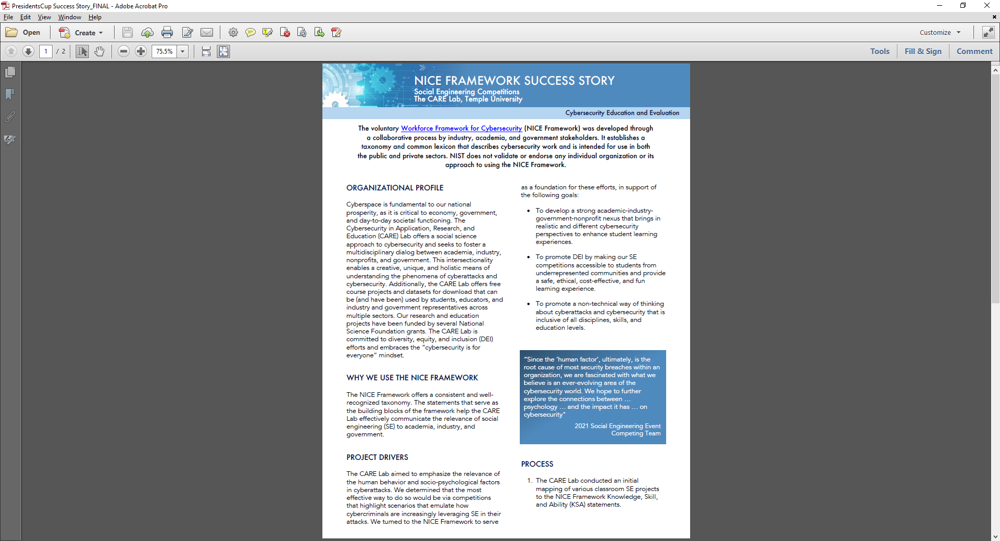 PresidentsCup Success Story_FINAL - Adobe Acrobat Pro
File Edit View Window Help
Open Create Customize
1 / 2 75.5% Tools Fill & Sign Comment
NICE FRAMEWORK SUCCESS STORY
Social Engineering Competitions
The CARE Lab, Temple University
Cybersecurity Education and Evaluation
The voluntary Workforce Framework for Cybersecurity (NICE Framework) was developed through
a collaborative process by industry, academia, and government stakeholders. It establishes a
taxonomy and common lexicon that describes cybersecurity work and is intended for use in both
the public and private sectors. NIST does not validate or endorse any individual organization or its
approach to using the NICE Framework.
ORGANIZATIONAL PROFILE
Cyberspace is fundamental to our national
prosperity, as it is critical to economy, government,
and day-to-day societal functioning. The
Cybersecurity in Application, Research, and
Education (CARE) Lab offers a social science
approach to cybersecurity and seeks to foster a
multidisciplinary dialog between academia, industry,
nonprofits, and government. This intersectionality
enables a creative, unique, and holistic means of
understanding the phenomena of cyberattacks and
cybersecurity. Additionally, the CARE Lab offers free
course projects and datasets for download that can
be (and have been) used by students, educators, and
industry and government representatives across
multiple sectors. Our research and education
projects have been funded by several National
Science Foundation grants. The CARE Lab is
committed to diversity, equity, and inclusion (DEI)
efforts and embraces the “cybersecurity is for
everyone” mindset.
WHY WE USE THE NICE FRAMEWORK
The NICE Framework offers a consistent and well-
recognized taxonomy. The statements that serve as
the building blocks of the framework help the CARE
Lab effectively communicate the relevance of social
engineering (SE) to academia, industry, and
government.
PROJECT DRIVERS
The CARE Lab aimed to emphasize the relevance of
the human behavior and socio-psychological factors
in cyberattacks. We determined that the most
effective way to do so would be via competitions
that highlight scenarios that emulate how
cybercriminals are increasingly leveraging SE in their
attacks. We turned to the NICE Framework to serve
as a foundation for these efforts, in support of
the following goals:
• To develop a strong academic-industry-
government-nonprofit nexus that brings in
realistic and different cybersecurity
perspectives to enhance student learning
experiences.
• To promote DEI by making our SE
competitions accessible to students from
underrepresented communities and provide
a safe, ethical, cost-effective, and fun
learning experience.
• To promote a non-technical way of thinking
about cyberattacks and cybersecurity that is
inclusive of all disciplines, skills, and
education levels.
“Since the ‘human factor’, ultimately, is the
root cause of most security breaches within an
organization, we are fascinated with what we
believe is an ever-evolving area of the
cybersecurity world. We hope to further
explore the connections between …
psychology … and the impact it has … on
cybersecurity"
2021 Social Engineering Event
Competing Team
PROCESS
1. The CARE Lab conducted an initial
mapping of various classroom SE projects
to the NICE Framework Knowledge, Skill,
and Ability (KSA) statements.